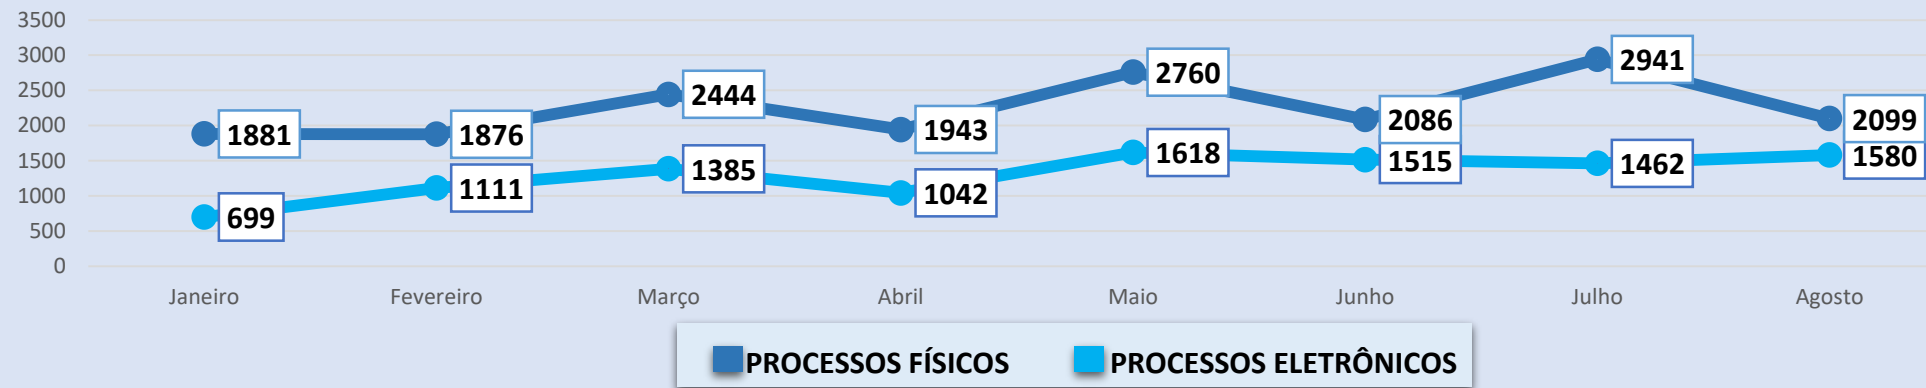 3500
3000
2500
2000
1500
1000
500
0
1881
1876
2444
1943
2760
2086
2941
2099
699
1111
1385
1042
1618
1515
1462
1580
Janeiro
Fevereiro
Março
Abril
Maio
Junho
Julho
Agosto
PROCESSOS FÍSICOS
PROCESSOS ELETRÔNICOS